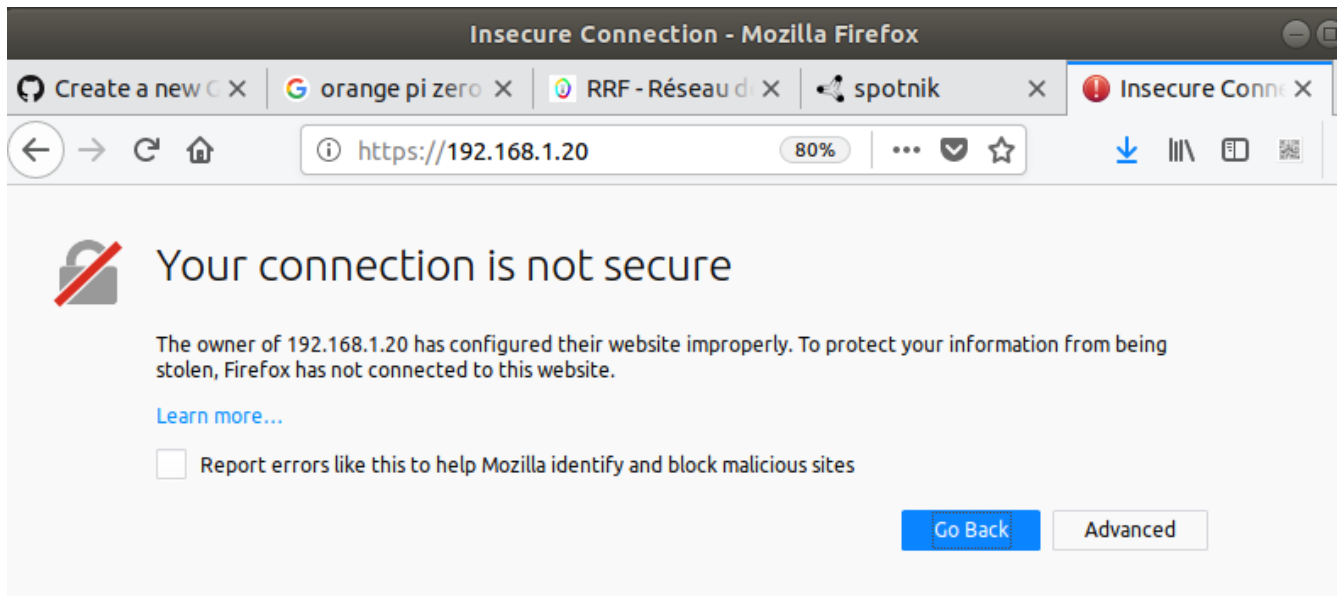 Insecure Connection - Mozilla Firefox
Create a new G
orange pi zero
RRF - Réseau d
spotnik
Insecure Conne
https://192.168.1.20
80%
Your connection is not secure
The owner of 192.168.1.20 has configured their website improperly. To protect your information from being
stolen, Firefox has not connected to this website.
Learn more…
Report errors like this to help Mozilla identify and block malicious sites
Go Back
Advanced